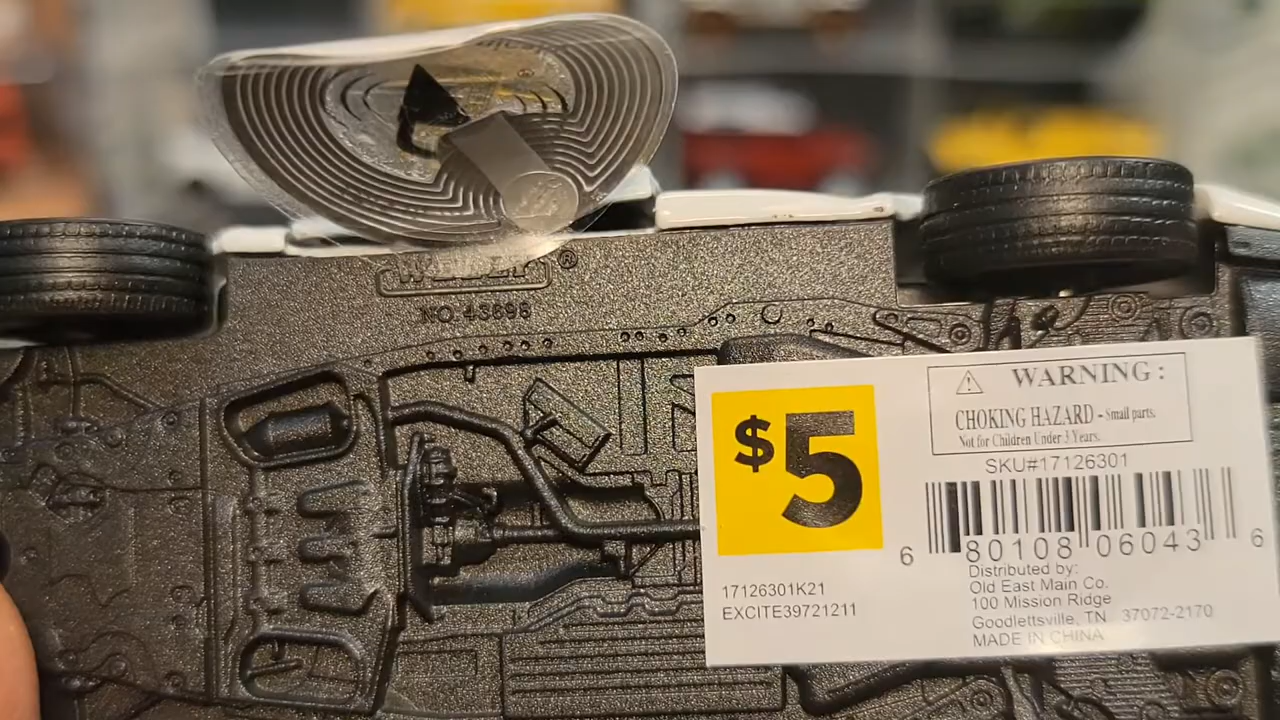 WELLY®
NO.43698
$5
17126301K21
EXCITE39721211
WARNING:
CHOKING HAZARD - Small parts.
Not for Children Under 3 Years.
SKU#17126301
6 80108 06043 6
Distributed by:
Old East Main Co.
100 Mission Ridge
Goodlettsville, TN 37072-2170
MADE IN CHINA